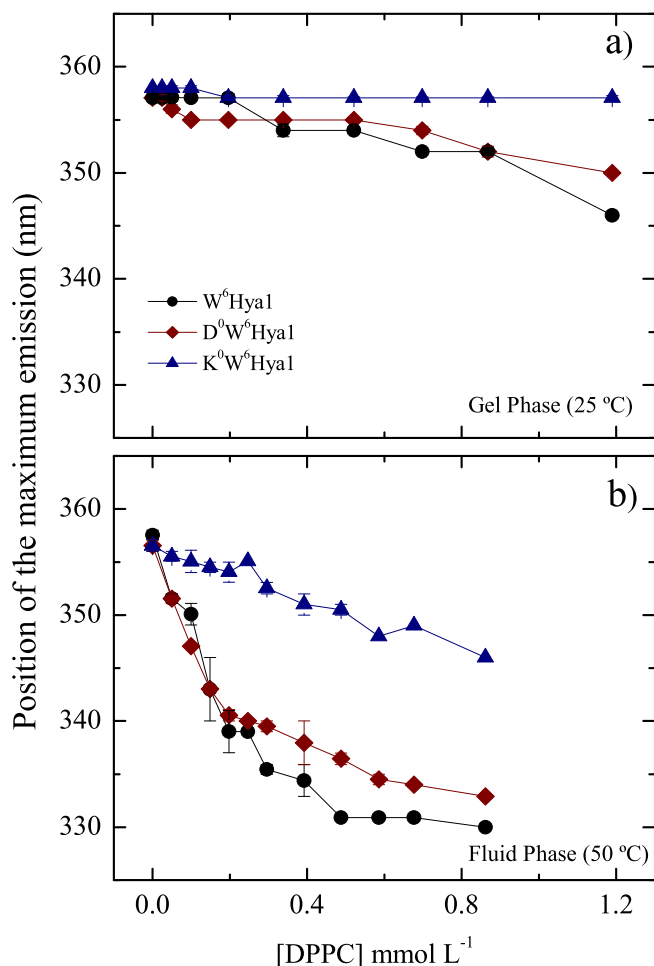 Position of the maximum emission (nm)
a)
360
350
340
330
W⁶Hya1
D⁰W⁶Hya1
K⁰W⁶Hya1
Gel Phase (25 ºC)
b)
360
350
340
330
Fluid Phase (50 ºC)
0.0 0.4 0.8 1.2
[DPPC] mmol L⁻¹